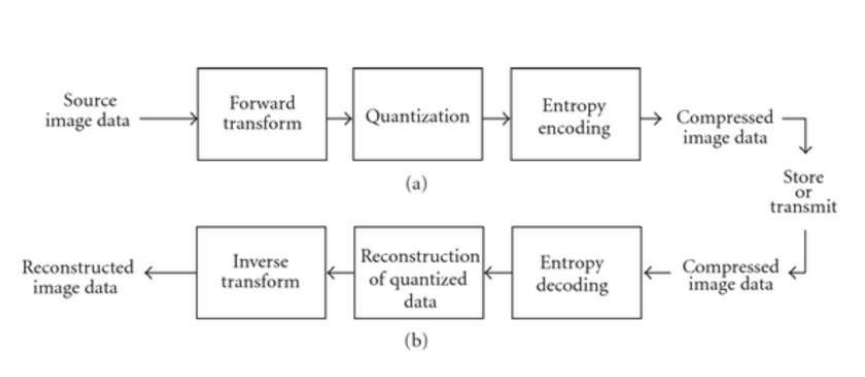 Source
image data
Forward
transform
Quantization
Entropy
encoding
Compressed
image data
(a)
Store
or
transmit
Reconstructed
image data
Inverse
transform
Reconstruction
of quantized
data
Entropy
decoding
Compressed
image data
(b)